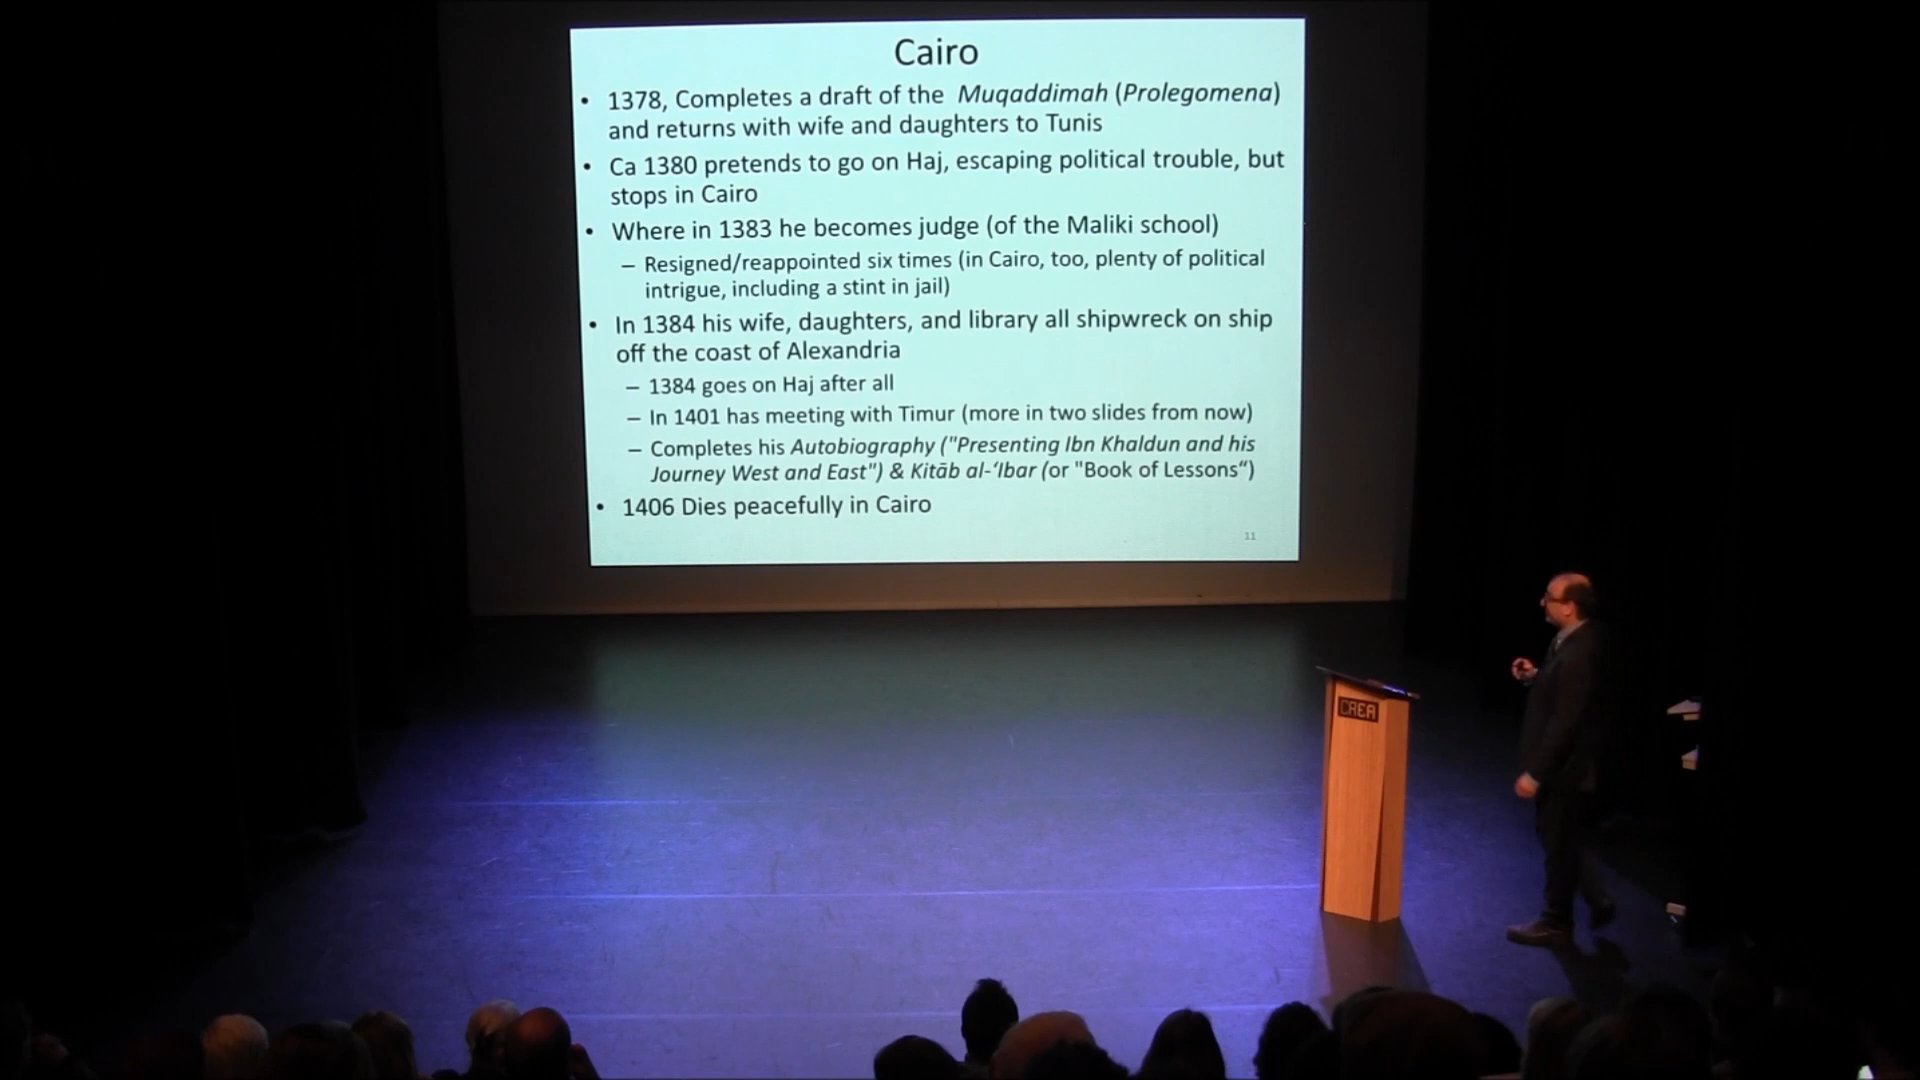 Cairo
• 1378, Completes a draft of the Muqaddimah (Prolegomena)
and returns with wife and daughters to Tunis
• Ca 1380 pretends to go on Haj, escaping political trouble, but
stops in Cairo
• Where in 1383 he becomes judge (of the Maliki school)
– Resigned/reappointed six times (in Cairo, too, plenty of political
intrigue, including a stint in jail)
• In 1384 his wife, daughters, and library all shipwreck on ship
off the coast of Alexandria
– 1384 goes on Haj after all
– In 1401 has meeting with Timur (more in two slides from now)
– Completes his Autobiography ("Presenting Ibn Khaldun and his
Journey West and East") & Kitāb al-‘Ibar (or "Book of Lessons“)
• 1406 Dies peacefully in Cairo
11
CREA